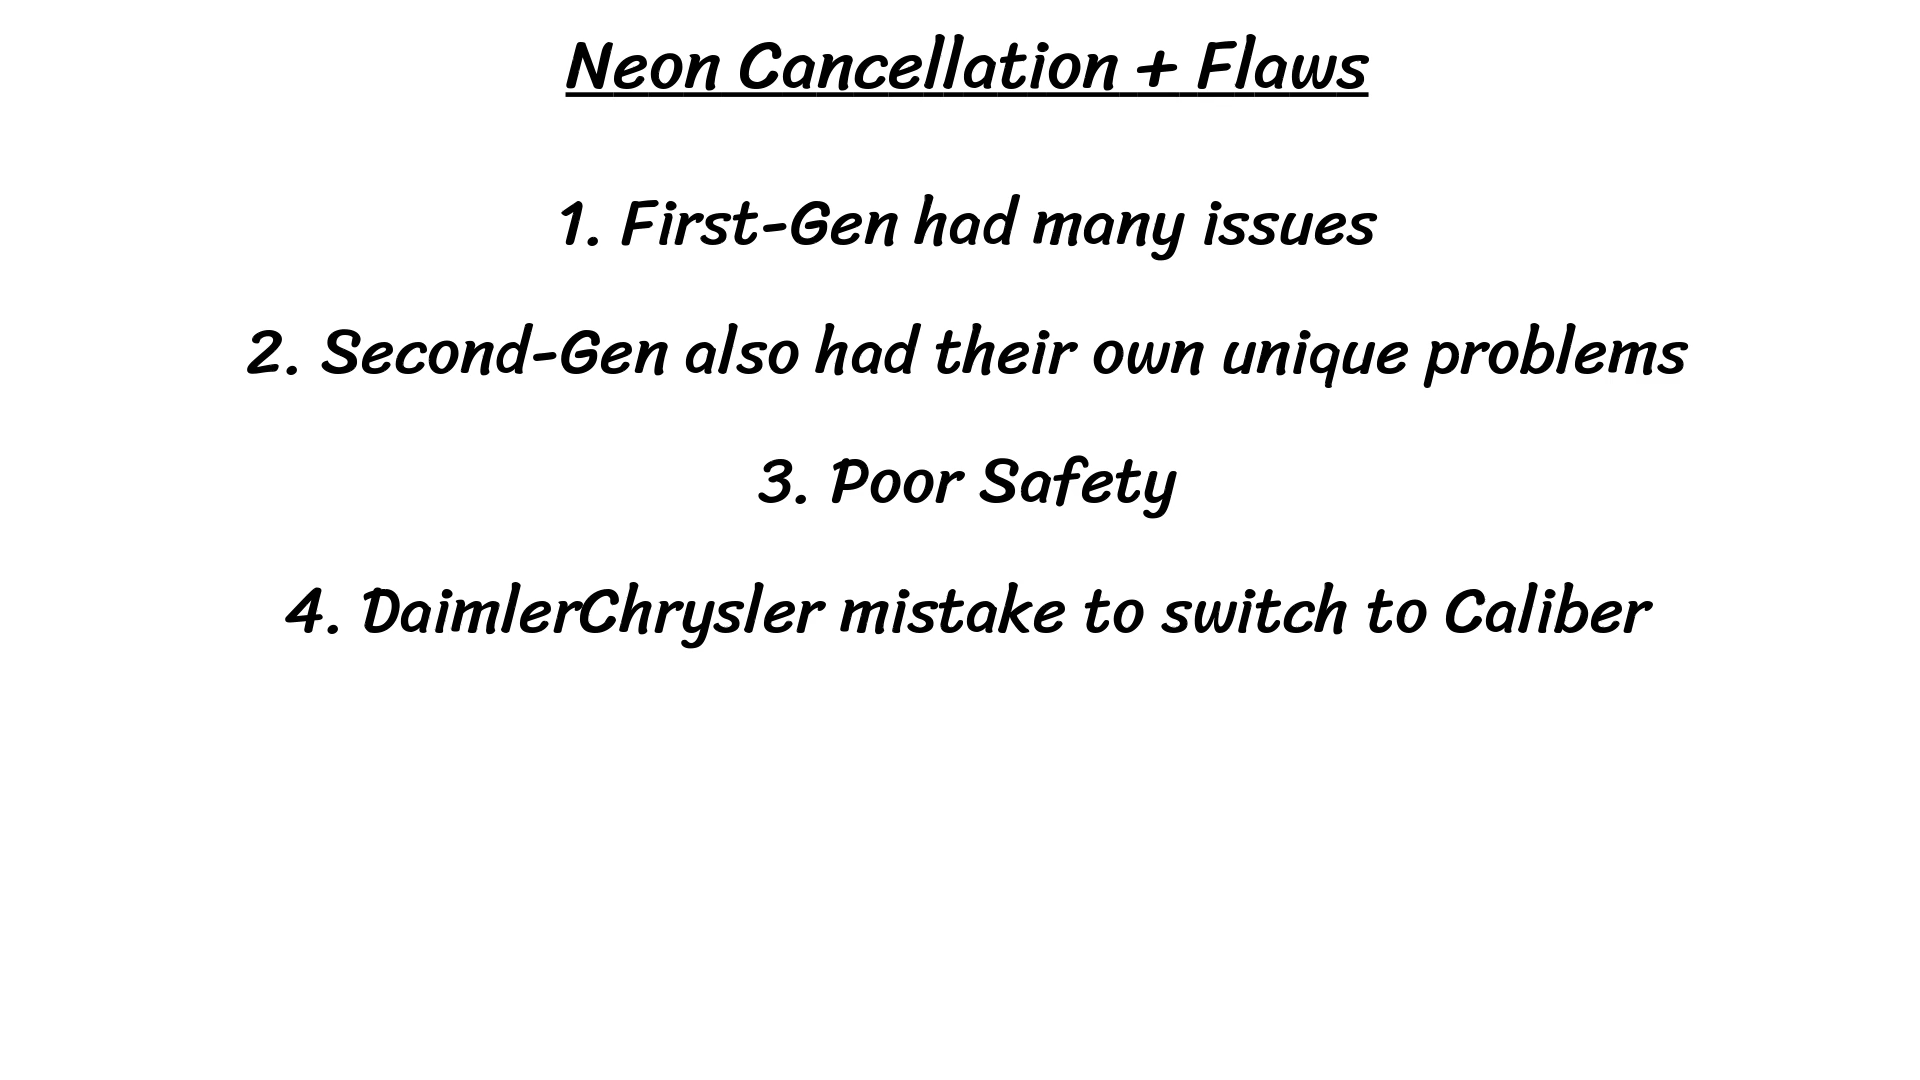 Neon Cancellation + Flaws
1. First-Gen had many issues
2. Second-Gen also had their own unique problems
3. Poor Safety
4. DaimlerChrysler mistake to switch to Caliber